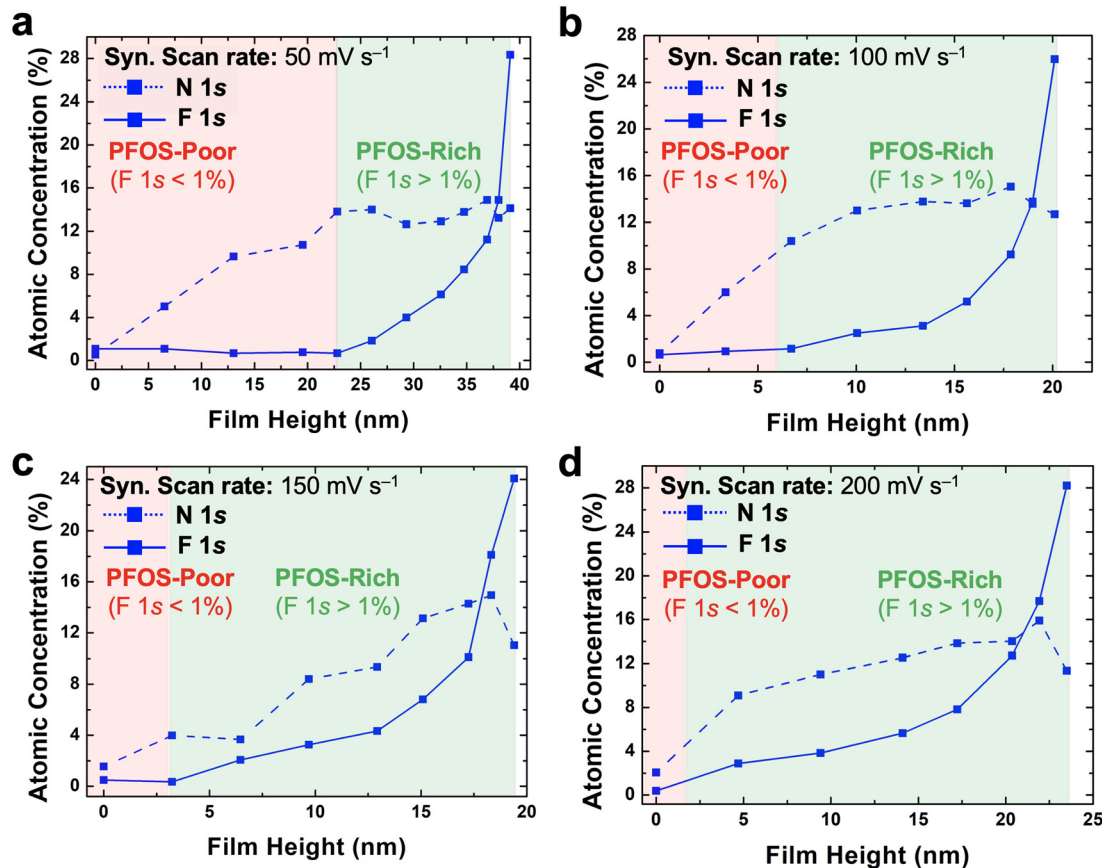 a
Syn. Scan rate: 50 mV s⁻¹
N 1s
F 1s
PFOS-Poor
(F 1s < 1%)
PFOS-Rich
(F 1s > 1%)
Atomic Concentration (%)
28
24
20
16
12
8
4
0
0 5 10 15 20 25 30 35 40
Film Height (nm)
b
Syn. Scan rate: 100 mV s⁻¹
N 1s
F 1s
PFOS-Poor
(F 1s < 1%)
PFOS-Rich
(F 1s > 1%)
Atomic Concentration (%)
28
24
20
16
12
8
4
0
0 5 10 15 20
Film Height (nm)
c
Syn. Scan rate: 150 mV s⁻¹
N 1s
F 1s
PFOS-Poor
(F 1s < 1%)
PFOS-Rich
(F 1s > 1%)
Atomic Concentration (%)
24
20
16
12
8
4
0
0 5 10 15 20
Film Height (nm)
d
Syn. Scan rate: 200 mV s⁻¹
N 1s
F 1s
PFOS-Poor
(F 1s < 1%)
PFOS-Rich
(F 1s > 1%)
Atomic Concentration (%)
28
24
20
16
12
8
4
0
0 5 10 15 20 25
Film Height (nm)